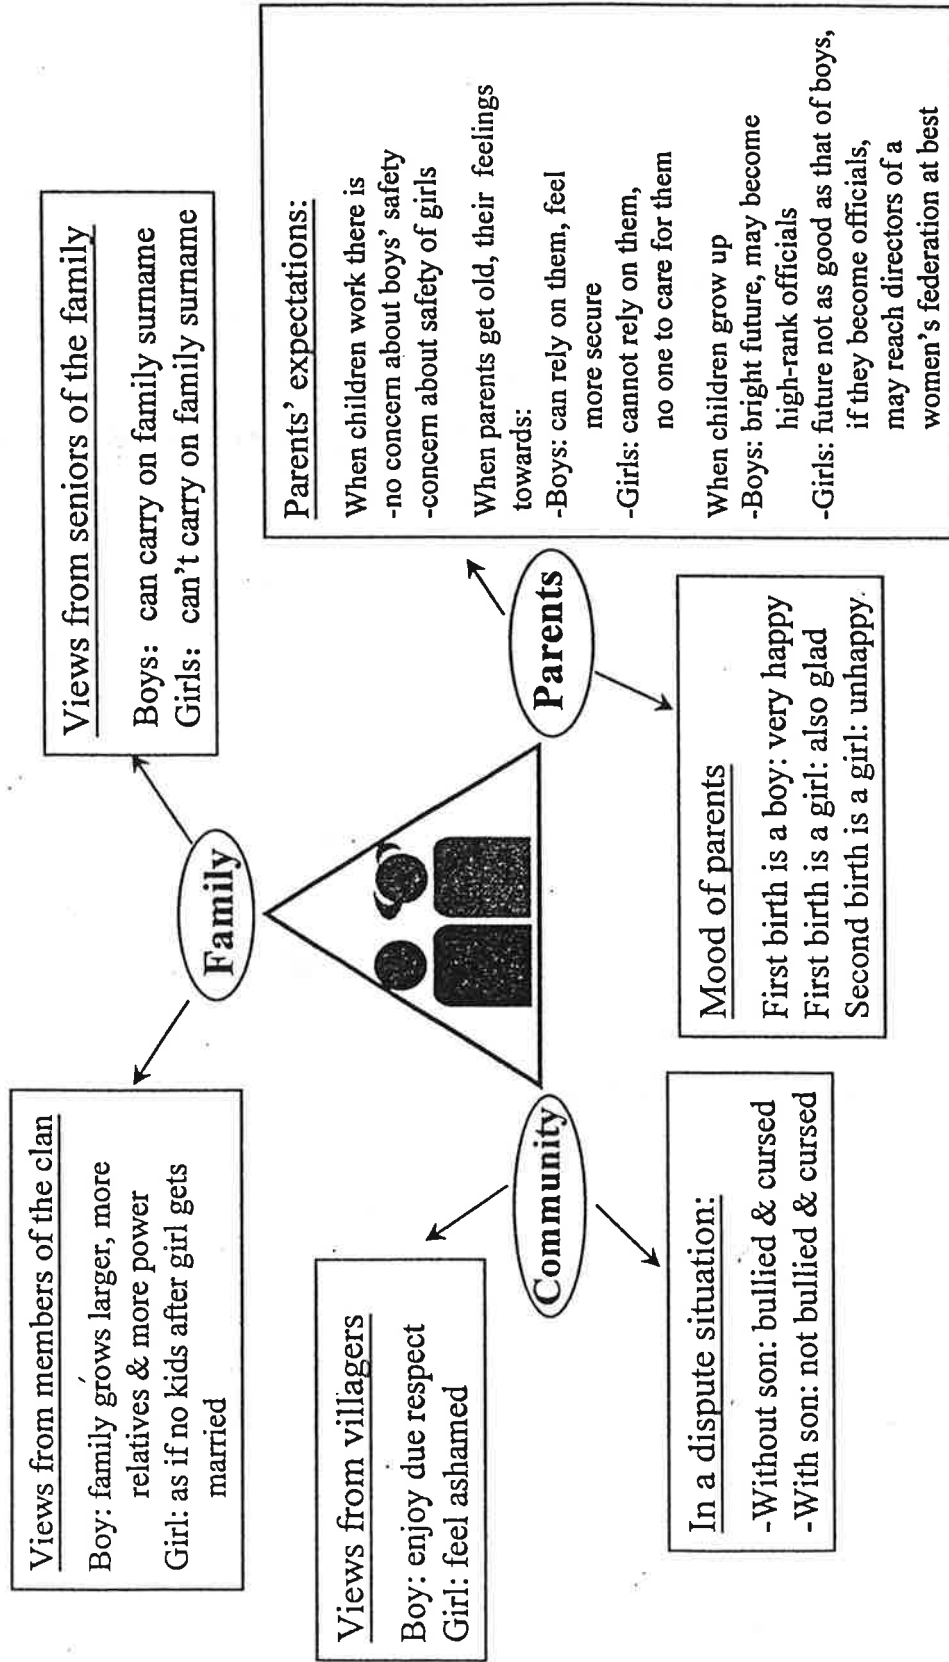 Views from members of the clan
Boy: family grows larger, more
relatives & more power
Girl: as if no kids after girl gets
married
Family
Views from seniors of the family
Boys: can carry on family surname
Girls: can't carry on family surname
Views from villagers
Boy: enjoy due respect
Girl: feel ashamed
Community
In a dispute situation:
-Without son: bullied & cursed
-With son: not bullied & cursed
Parents
Mood of parents
First birth is a boy: very happy
First birth is a girl: also glad
Second birth is a girl: unhappy.
Parents' expectations:
When children work there is
-no concern about boys' safety
-concern about safety of girls
When parents get old, their feelings
towards:
-Boys: can rely on them, feel
more secure
-Girls: cannot rely on them,
no one to care for them
When children grow up
-Boys: bright future, may become
high-rank officials
-Girls: future not as good as that of boys,
if they become officials,
may reach directors of a
women's federation at best